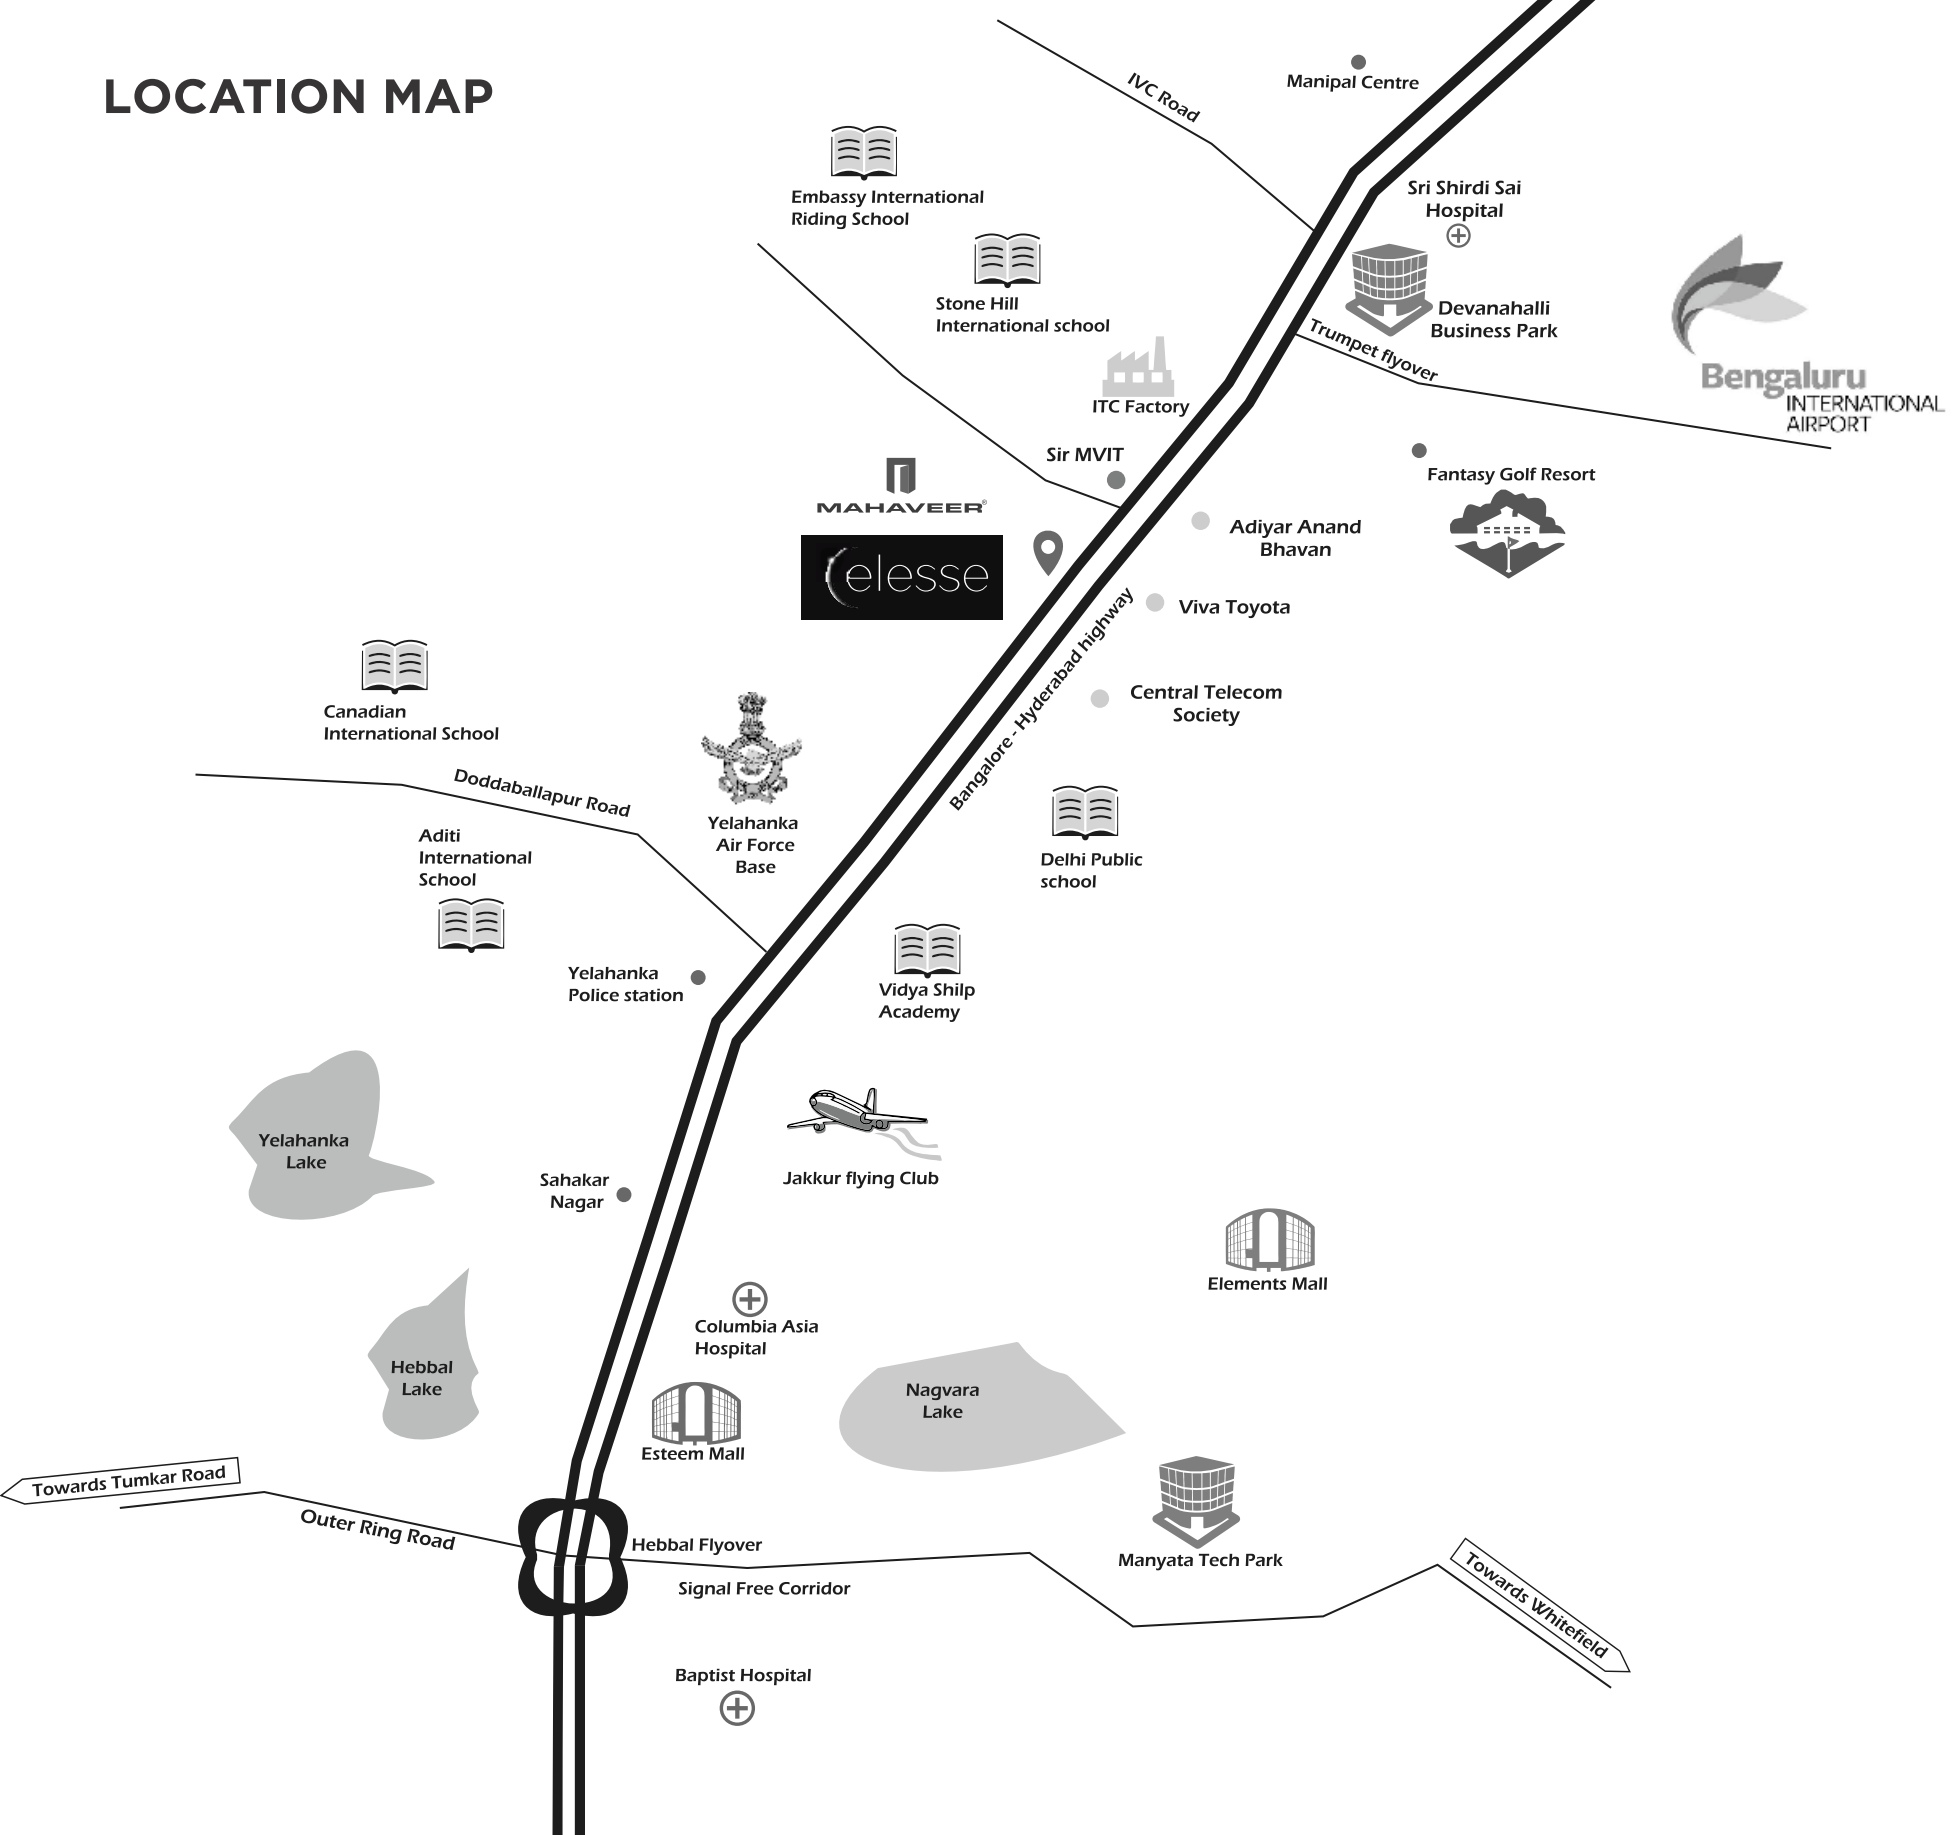 LOCATION MAP
Manipal Centre
IVC Road
Embassy International
Riding School
Sri Shirdi Sai
Hospital
Stone Hill
International school
Devanahalli
Business Park
Trumpet flyover
Bengaluru
INTERNATIONAL
AIRPORT
ITC Factory
Sir MVIT
Fantasy Golf Resort
MAHAVEER®
Celesse
Adiyar Anand
Bhavan
Viva Toyota
Bangalore - Hyderabad highway
Central Telecom
Society
Canadian
International School
Doddaballapur Road
Yelahanka
Air Force
Base
Aditi
International
School
Delhi Public
school
Yelahanka
Police station
Vidya Shilp
Academy
Yelahanka
Lake
Jakkur flying Club
Sahakar
Nagar
Elements Mall
Columbia Asia
Hospital
Hebbal
Lake
Nagvara
Lake
Esteem Mall
Towards Tumkar Road
Outer Ring Road
Hebbal Flyover
Signal Free Corridor
Manyata Tech Park
Towards Whitefield
Baptist Hospital